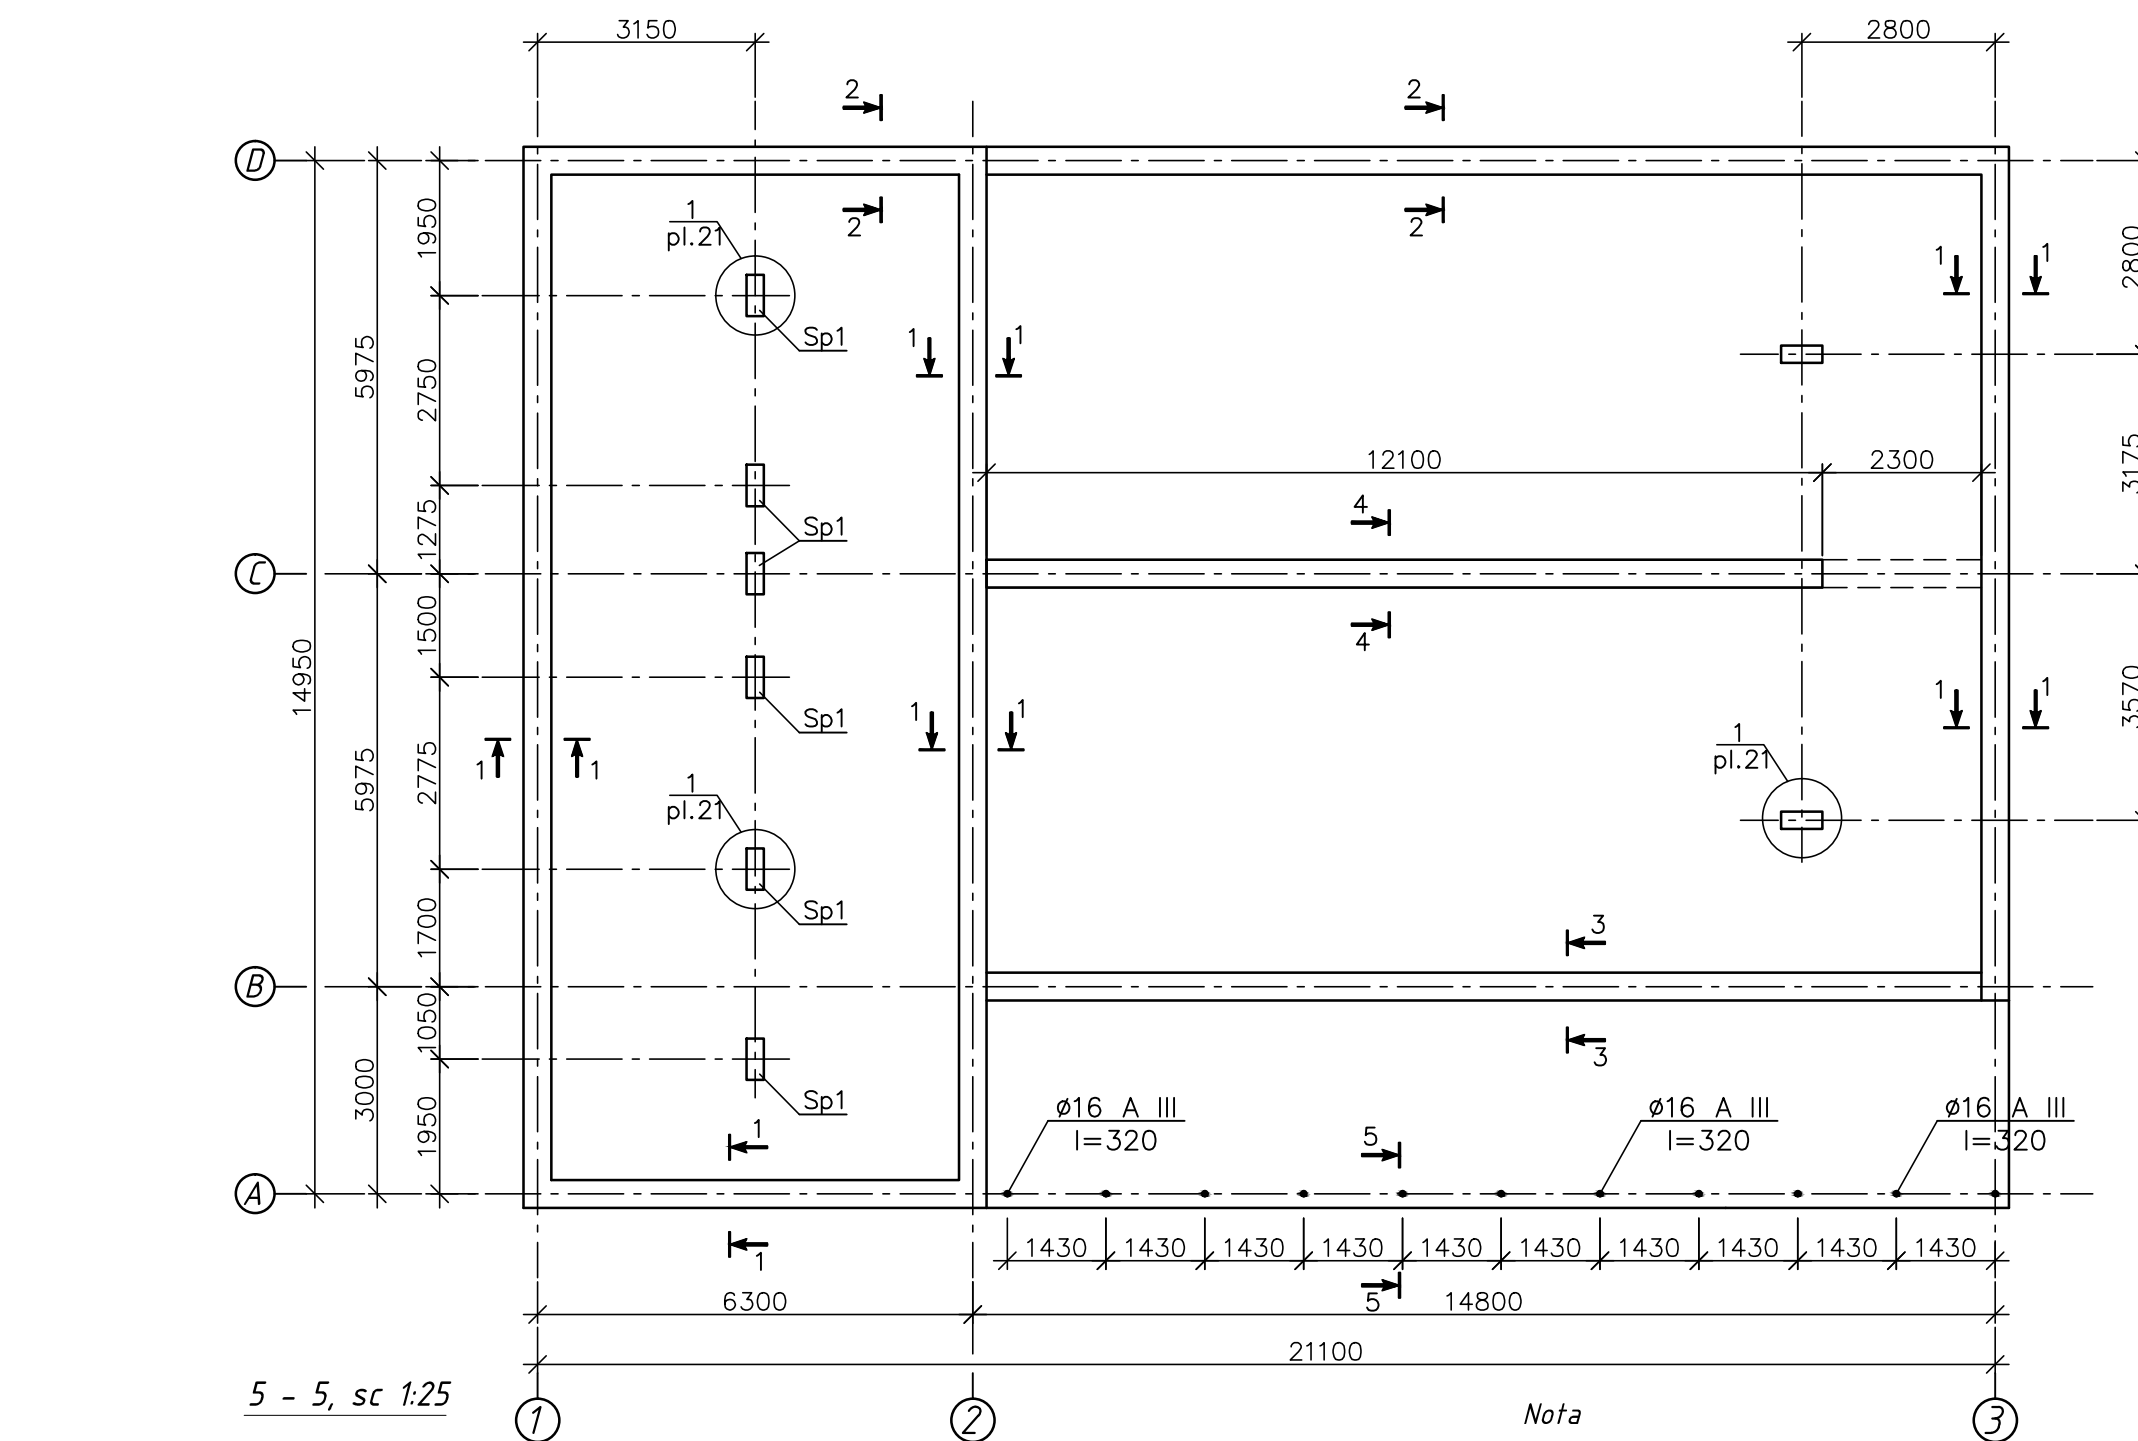 3150
2800
2
2
D
2
2
1950
1
pl.21
1
1
2800
Sp1
1
1
5975
2750
12100
2300
3175
4
Sp1
1275
C
1500
4
14950
3570
Sp1
1
1
1
1
1
pl.21
1
1
5975
2775
1
pl.21
Sp1
3
1700
B
1050
3
3000
Sp1
1950
1
ø16 A III
l=320
5
ø16 A III
l=320
ø16 A III
l=320
A
1
1430 1430 1430 1430 1430 1430 1430 1430 1430 1430
6300
5
14800
21100
5 - 5, sc 1:25
1
2
Nota
3